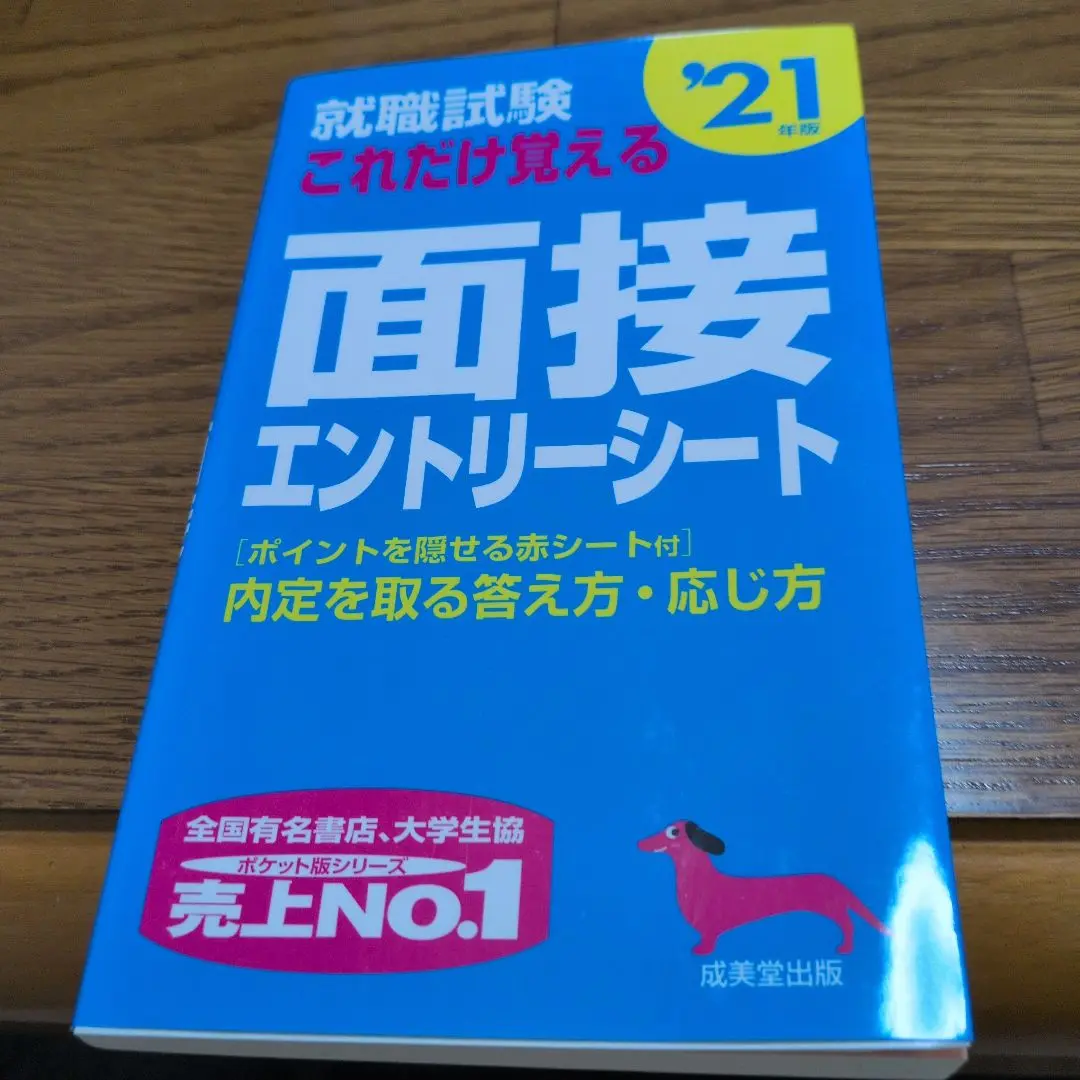 '21
年版
就職試験
これだけ覚える
面接
エントリーシート
[ポイントを隠せる赤シート付]
内定を取る答え方・応じ方
全国有名書店、大学生協
ポケット版シリーズ
売上NO.1
成美堂出版